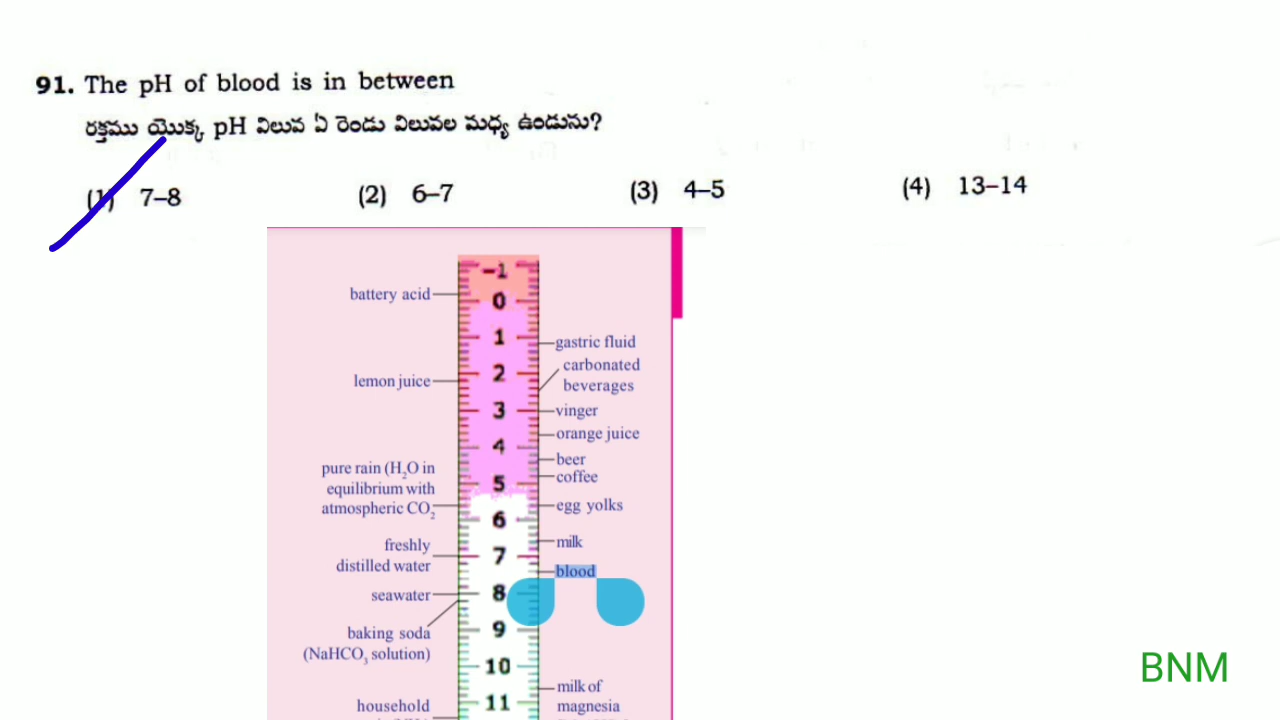 91. The pH of blood is in between
రక్తము యొక్క pH విలువ ఏ రెండు విలువల మధ్య ఉండును?
(1) 7–8 (2) 6–7 (3) 4–5 (4) 13–14
–1
battery acid
0
1
gastric fluid
carbonated
lemon juice
2
beverages
3
vinger
orange juice
4
beer
pure rain (H₂O in
coffee
equilibrium with
5
atmospheric CO₂
egg yolks
6
freshly
milk
distilled water
7
blood
seawater
8
baking soda
9
(NaHCO₃ solution)
10
milk of
household
11
magnesia
BNM